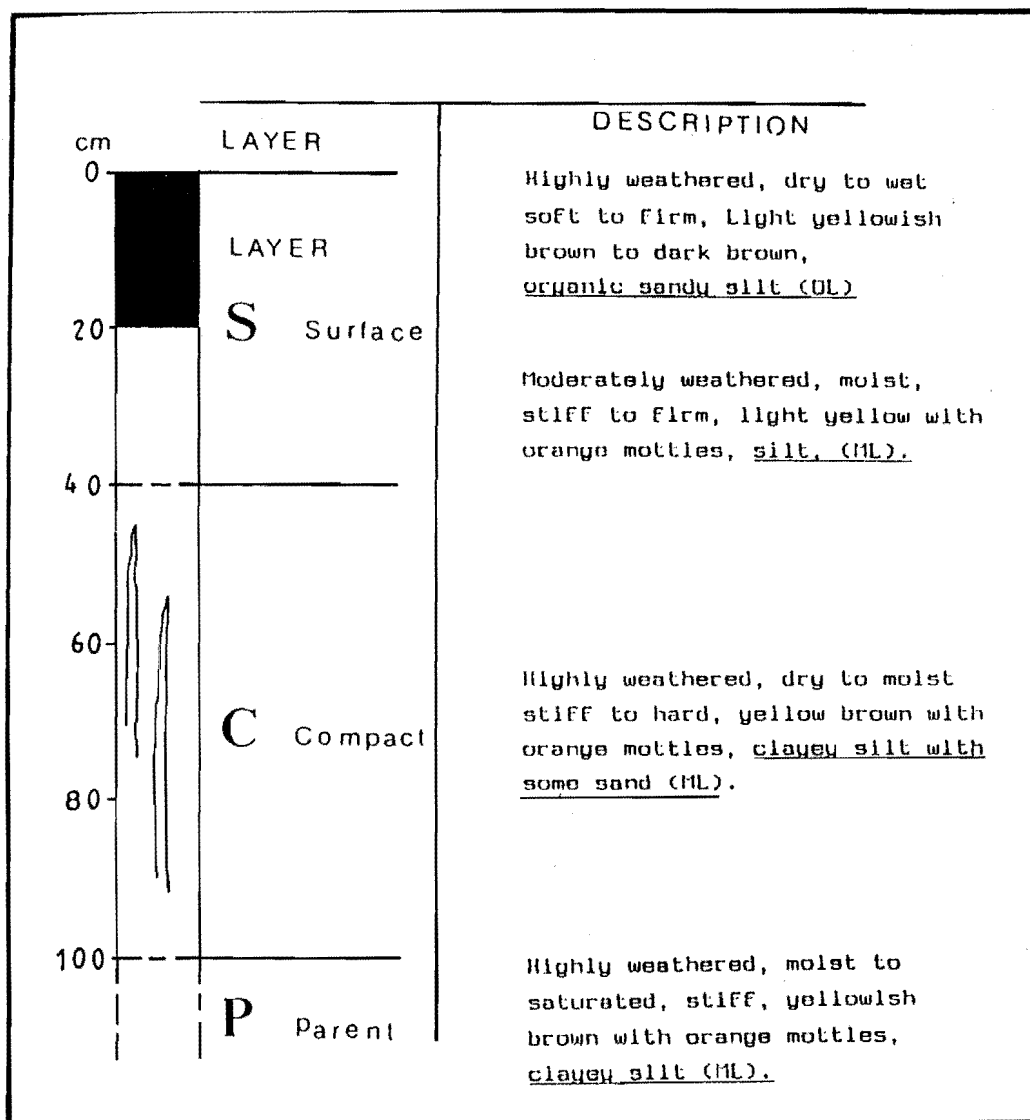 cm
LAYER
DESCRIPTION
0
LAYER
S Surface
20
40
60
C Compact
80
100
P Parent
Highly weathered, dry to wet
soft to firm, Light yellowish
brown to dark brown,
organic sandy silt (OL)
Moderately weathered, moist,
stiff to firm, light yellow with
orange mottles, silt, (ML).
Highly weathered, dry to moist
stiff to hard, yellow brown with
orange mottles, clayey silt with
some sand (ML).
Highly weathered, moist to
saturated, stiff, yellowish
brown with orange mottles,
clayey silt (ML).